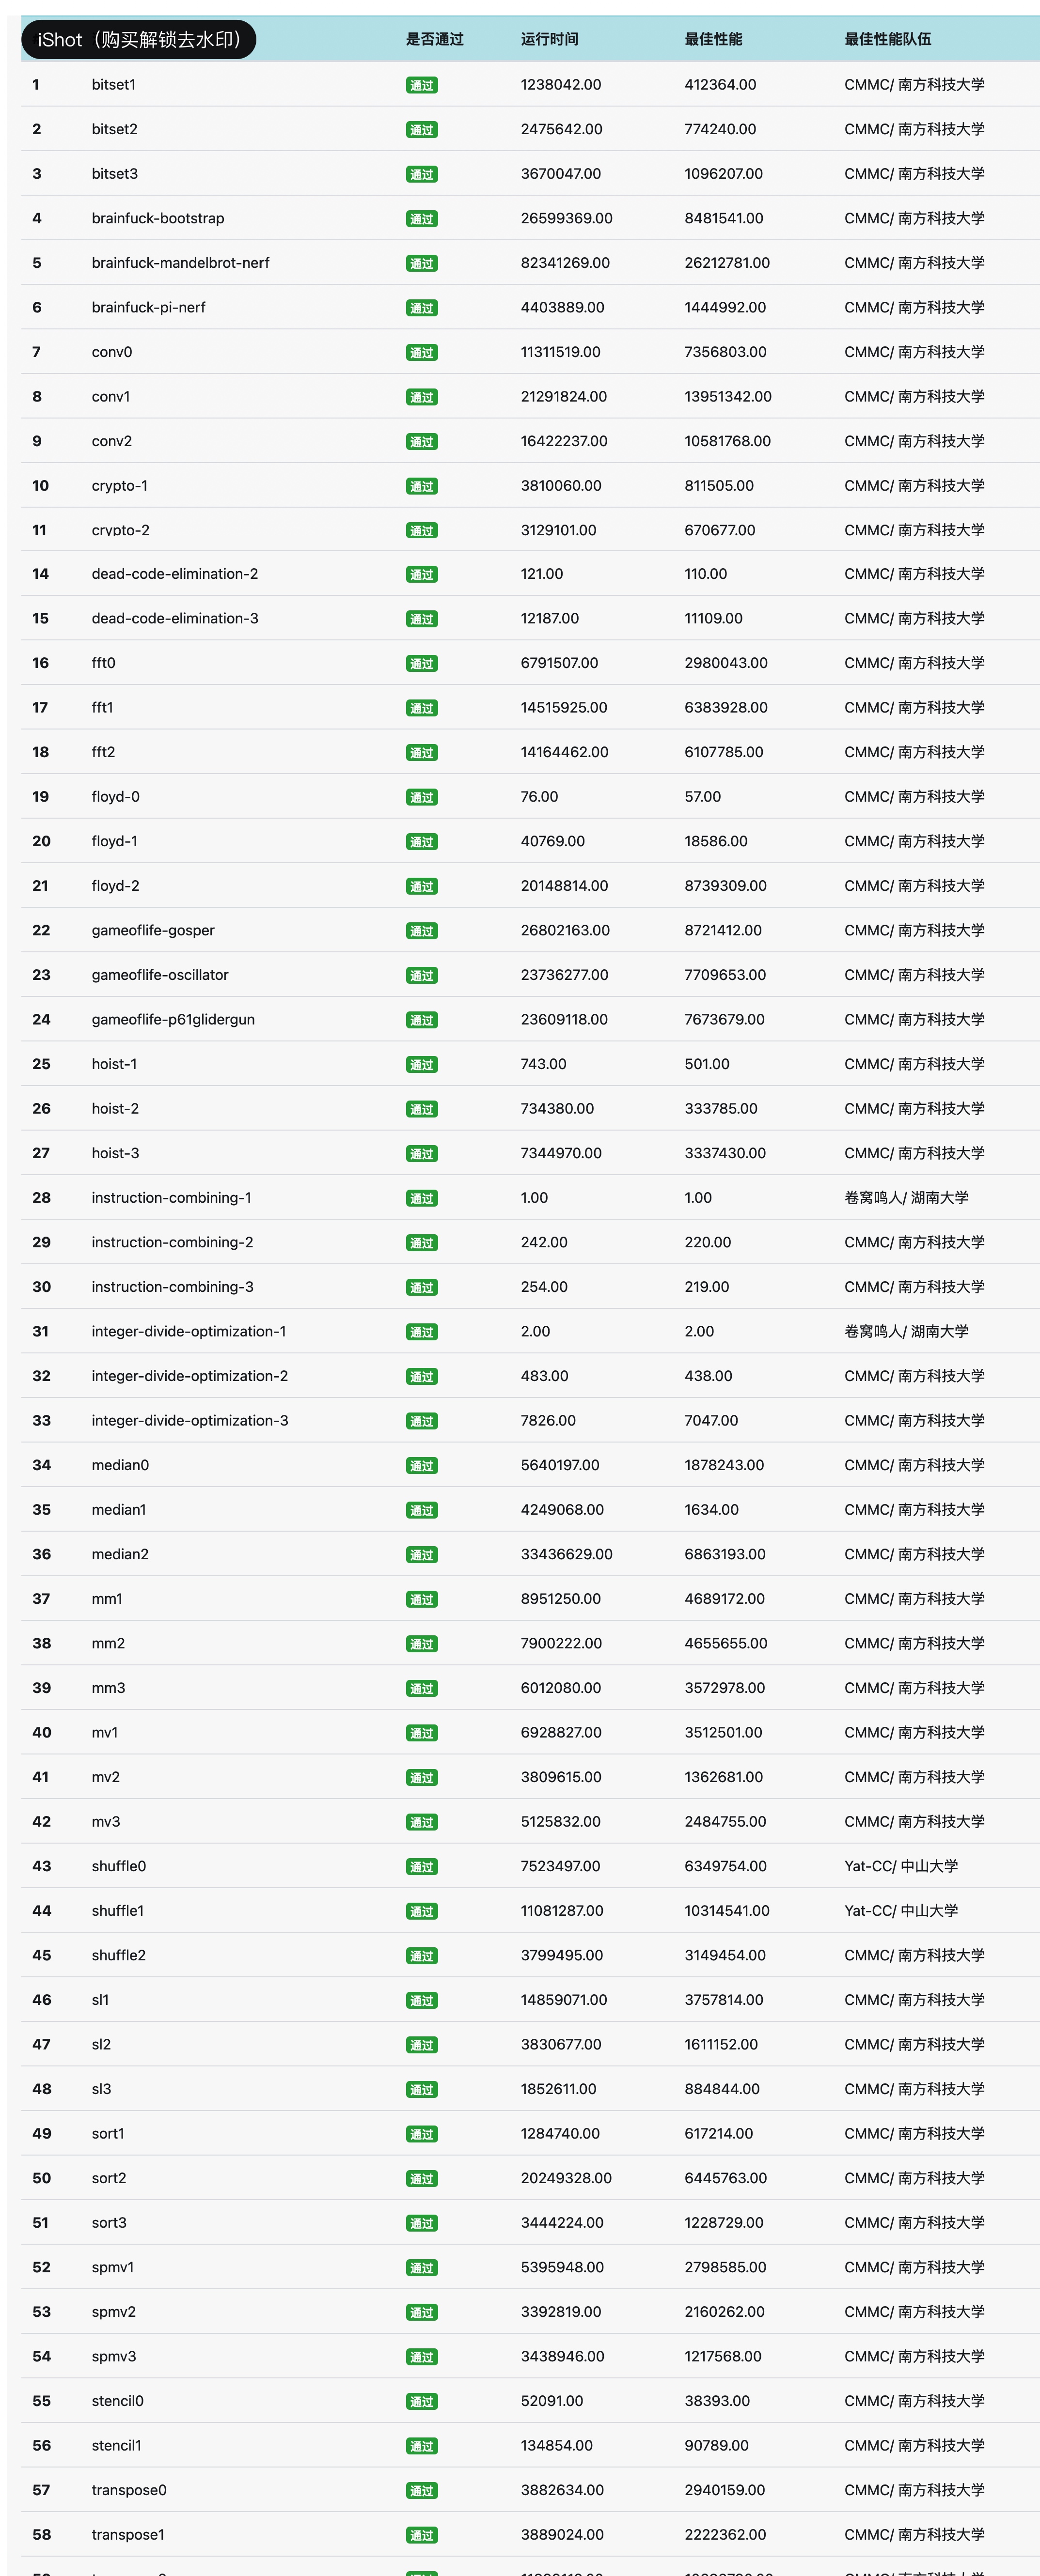 iShot（购买解锁去水印） 是否通过 运行时间 最佳性能 最佳性能队伍
1 bitset1 通过 1238042.00 412364.00 CMMC/ 南方科技大学
2 bitset2 通过 2475642.00 774240.00 CMMC/ 南方科技大学
3 bitset3 通过 3670047.00 1096207.00 CMMC/ 南方科技大学
4 brainfuck-bootstrap 通过 26599369.00 8481541.00 CMMC/ 南方科技大学
5 brainfuck-mandelbrot-nerf 通过 82341269.00 26212781.00 CMMC/ 南方科技大学
6 brainfuck-pi-nerf 通过 4403889.00 1444992.00 CMMC/ 南方科技大学
7 conv0 通过 11311519.00 7356803.00 CMMC/ 南方科技大学
8 conv1 通过 21291824.00 13951342.00 CMMC/ 南方科技大学
9 conv2 通过 16422237.00 10581768.00 CMMC/ 南方科技大学
10 crypto-1 通过 3810060.00 811505.00 CMMC/ 南方科技大学
11 crypto-2 通过 3129101.00 670677.00 CMMC/ 南方科技大学
14 dead-code-elimination-2 通过 121.00 110.00 CMMC/ 南方科技大学
15 dead-code-elimination-3 通过 12187.00 11109.00 CMMC/ 南方科技大学
16 fft0 通过 6791507.00 2980043.00 CMMC/ 南方科技大学
17 fft1 通过 14515925.00 6383928.00 CMMC/ 南方科技大学
18 fft2 通过 14164462.00 6107785.00 CMMC/ 南方科技大学
19 floyd-0 通过 76.00 57.00 CMMC/ 南方科技大学
20 floyd-1 通过 40769.00 18586.00 CMMC/ 南方科技大学
21 floyd-2 通过 20148814.00 8739309.00 CMMC/ 南方科技大学
22 gameoflife-gosper 通过 26802163.00 8721412.00 CMMC/ 南方科技大学
23 gameoflife-oscillator 通过 23736277.00 7709653.00 CMMC/ 南方科技大学
24 gameoflife-p61glidergun 通过 23609118.00 7673679.00 CMMC/ 南方科技大学
25 hoist-1 通过 743.00 501.00 CMMC/ 南方科技大学
26 hoist-2 通过 734380.00 333785.00 CMMC/ 南方科技大学
27 hoist-3 通过 7344970.00 3337430.00 CMMC/ 南方科技大学
28 instruction-combining-1 通过 1.00 1.00 卷窝鸣人/ 湖南大学
29 instruction-combining-2 通过 242.00 220.00 CMMC/ 南方科技大学
30 instruction-combining-3 通过 254.00 219.00 CMMC/ 南方科技大学
31 integer-divide-optimization-1 通过 2.00 2.00 卷窝鸣人/ 湖南大学
32 integer-divide-optimization-2 通过 483.00 438.00 CMMC/ 南方科技大学
33 integer-divide-optimization-3 通过 7826.00 7047.00 CMMC/ 南方科技大学
34 median0 通过 5640197.00 1878243.00 CMMC/ 南方科技大学
35 median1 通过 4249068.00 1634.00 CMMC/ 南方科技大学
36 median2 通过 33436629.00 6863193.00 CMMC/ 南方科技大学
37 mm1 通过 8951250.00 4689172.00 CMMC/ 南方科技大学
38 mm2 通过 7900222.00 4655655.00 CMMC/ 南方科技大学
39 mm3 通过 6012080.00 3572978.00 CMMC/ 南方科技大学
40 mv1 通过 6928827.00 3512501.00 CMMC/ 南方科技大学
41 mv2 通过 3809615.00 1362681.00 CMMC/ 南方科技大学
42 mv3 通过 5125832.00 2484755.00 CMMC/ 南方科技大学
43 shuffle0 通过 7523497.00 6349754.00 Yat-CC/ 中山大学
44 shuffle1 通过 11081287.00 10314541.00 Yat-CC/ 中山大学
45 shuffle2 通过 3799495.00 3149454.00 CMMC/ 南方科技大学
46 sl1 通过 14859071.00 3757814.00 CMMC/ 南方科技大学
47 sl2 通过 3830677.00 1611152.00 CMMC/ 南方科技大学
48 sl3 通过 1852611.00 884844.00 CMMC/ 南方科技大学
49 sort1 通过 1284740.00 617214.00 CMMC/ 南方科技大学
50 sort2 通过 20249328.00 6445763.00 CMMC/ 南方科技大学
51 sort3 通过 3444224.00 1228729.00 CMMC/ 南方科技大学
52 spmv1 通过 5395948.00 2798585.00 CMMC/ 南方科技大学
53 spmv2 通过 3392819.00 2160262.00 CMMC/ 南方科技大学
54 spmv3 通过 3438946.00 1217568.00 CMMC/ 南方科技大学
55 stencil0 通过 52091.00 38393.00 CMMC/ 南方科技大学
56 stencil1 通过 134854.00 90789.00 CMMC/ 南方科技大学
57 transpose0 通过 3882634.00 2940159.00 CMMC/ 南方科技大学
58 transpose1 通过 3889024.00 2222362.00 CMMC/ 南方科技大学